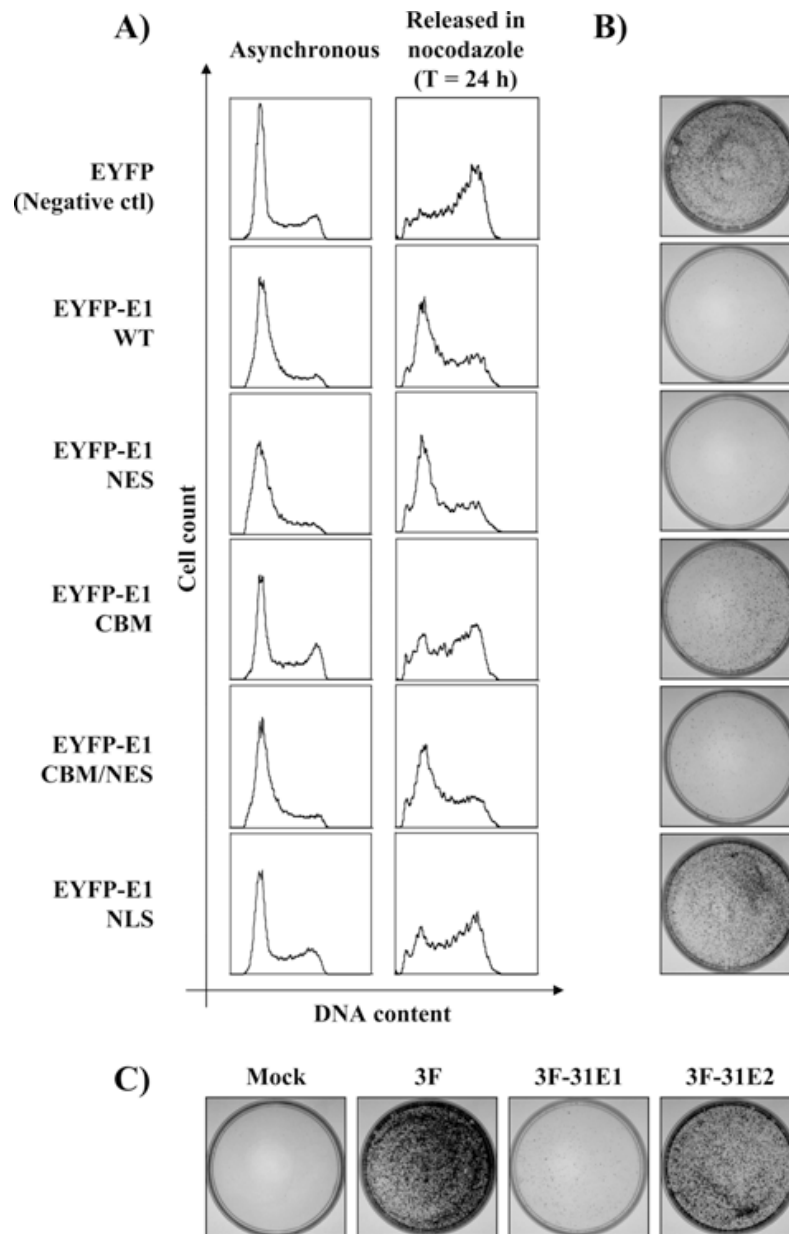 A)
Asynchronous
Released in
nocodazole
(T = 24 h)
B)
EYFP
(Negative ctl)
EYFP-E1
WT
EYFP-E1
NES
EYFP-E1
CBM
EYFP-E1
CBM/NES
EYFP-E1
NLS
Cell count
DNA content
C)
Mock
3F
3F-31E1
3F-31E2